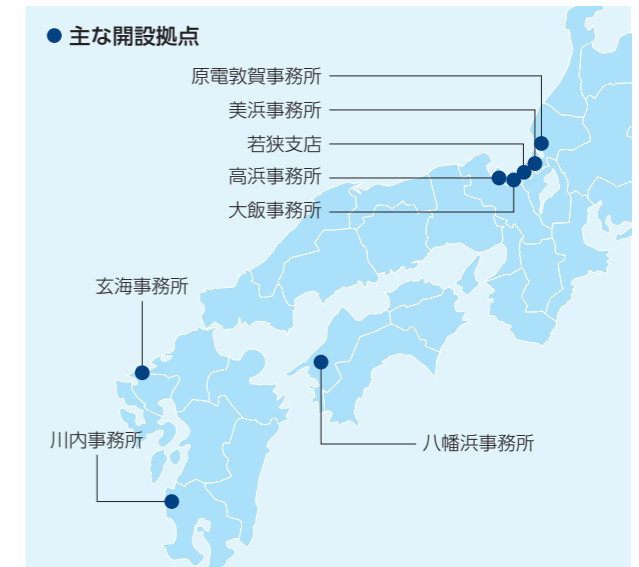 ● 主な開設拠点
原電敦賀事務所
美浜事務所
若狭支店
高浜事務所
大飯事務所
玄海事務所
川内事務所
八幡浜事務所